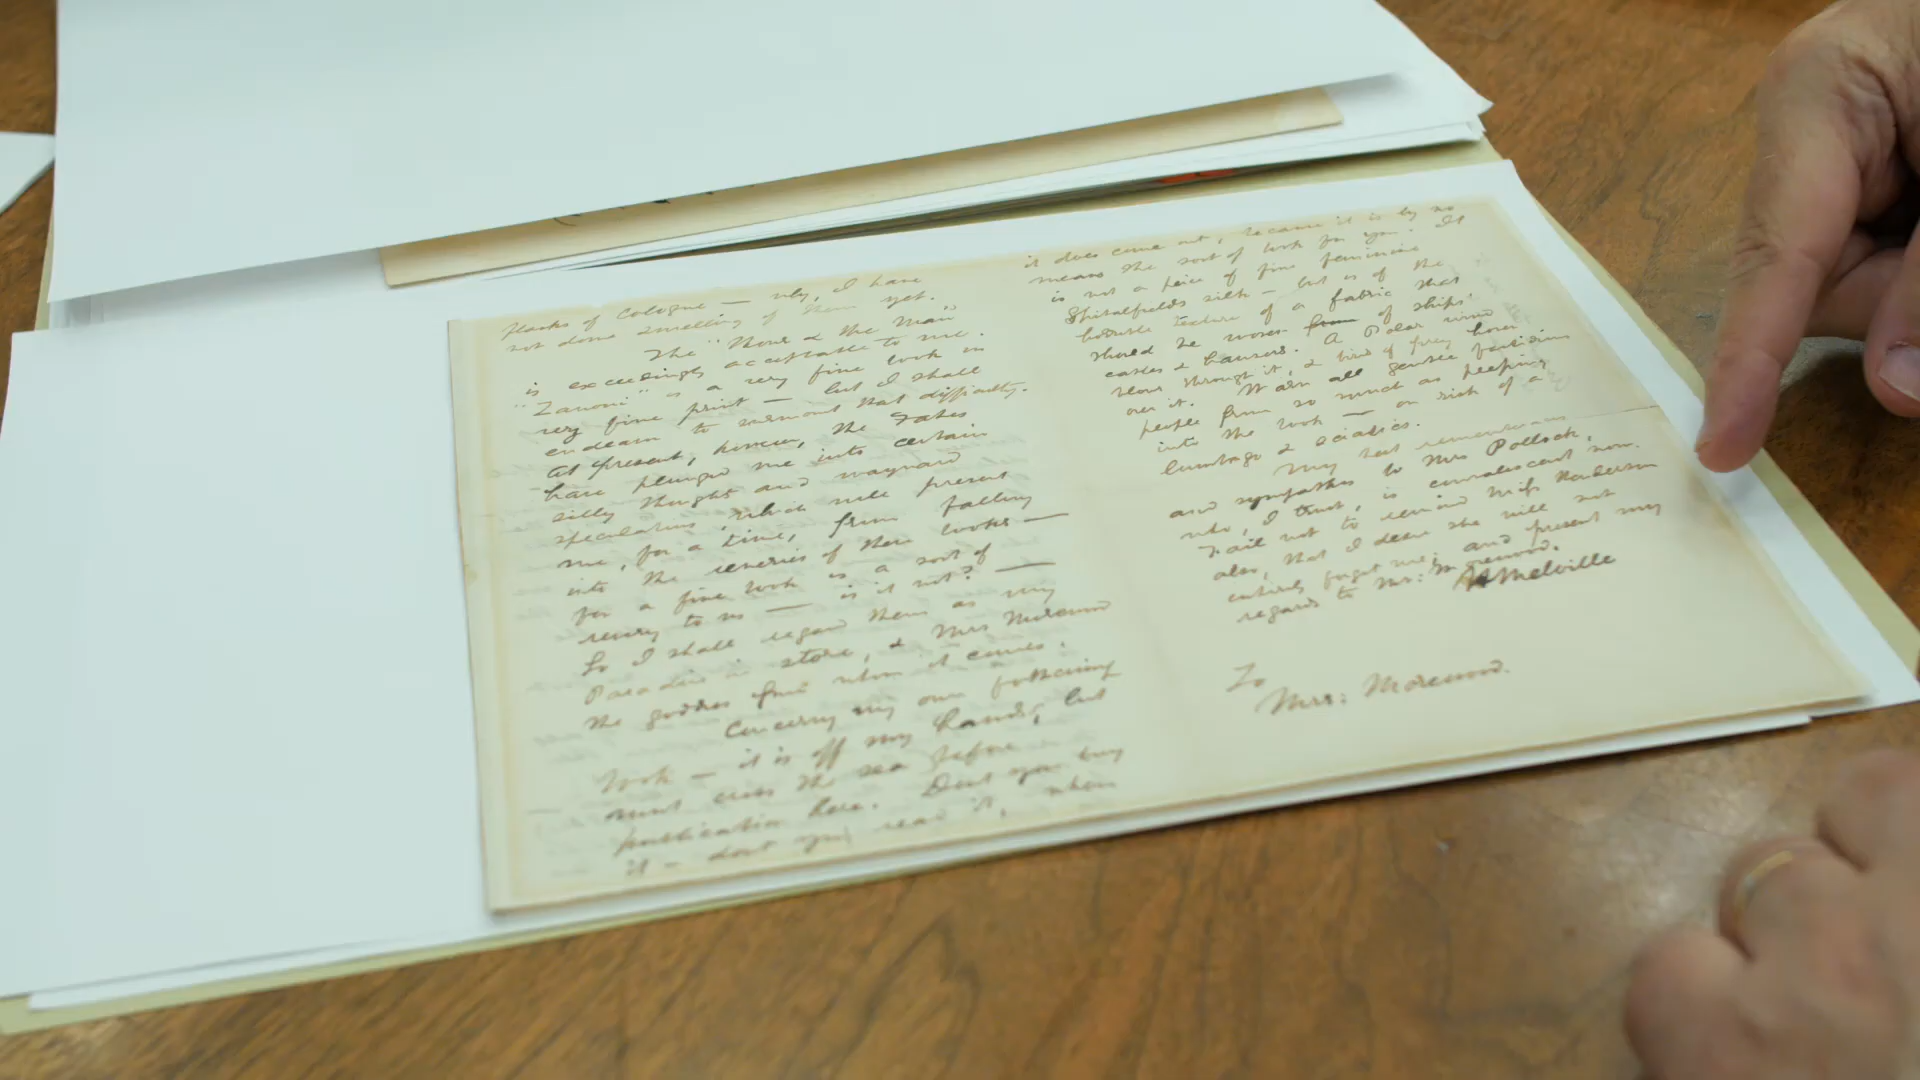 flasks of Cologne — why, I have
not done smelling of them yet.
The "Hour & the Man"
is exceedingly acceptable to me.
"Zanoni" is a very fine book in
very fine print — but I shall
endeavor to surmount that difficulty.
At present, however, the Fates
have plunged me into certain
silly thoughts and wayward
speculations, which will prevent
me, for a time, from falling
into the reveries of these books —
for a fine book is a sort of
revery to us — is it not? —
So I shall regard them as my
Paradise in store, & Mrs Morewood
the goddess from whom it comes.
Concerning my own forthcoming
book — it is off my hands, but
must cross the sea before
publication here. Dont you buy
it — dont you read it, when
it does come out, because it is by no
means the sort of book for you. It
is not a peice of fine feminine
Spitalfields silk — but is of the
horrible texture of a fabric that
should be woven from of ships'
cables & hausers. A Polar wind
blows through it, & birds of prey hover
over it. Warn all gentle fastidious
people from so much as peeping
into the book — on risk of a
lumbago & sciatics.
My best remembrances
and sympathies to Mrs Pollock,
who, I trust, is convalescent now.
Fail not to remind Miss Henderson
also, that I desire she will not
entirely forget me; and present my
regards to Mr: Morewood.
H Melville
To
Mrs: Morewood.